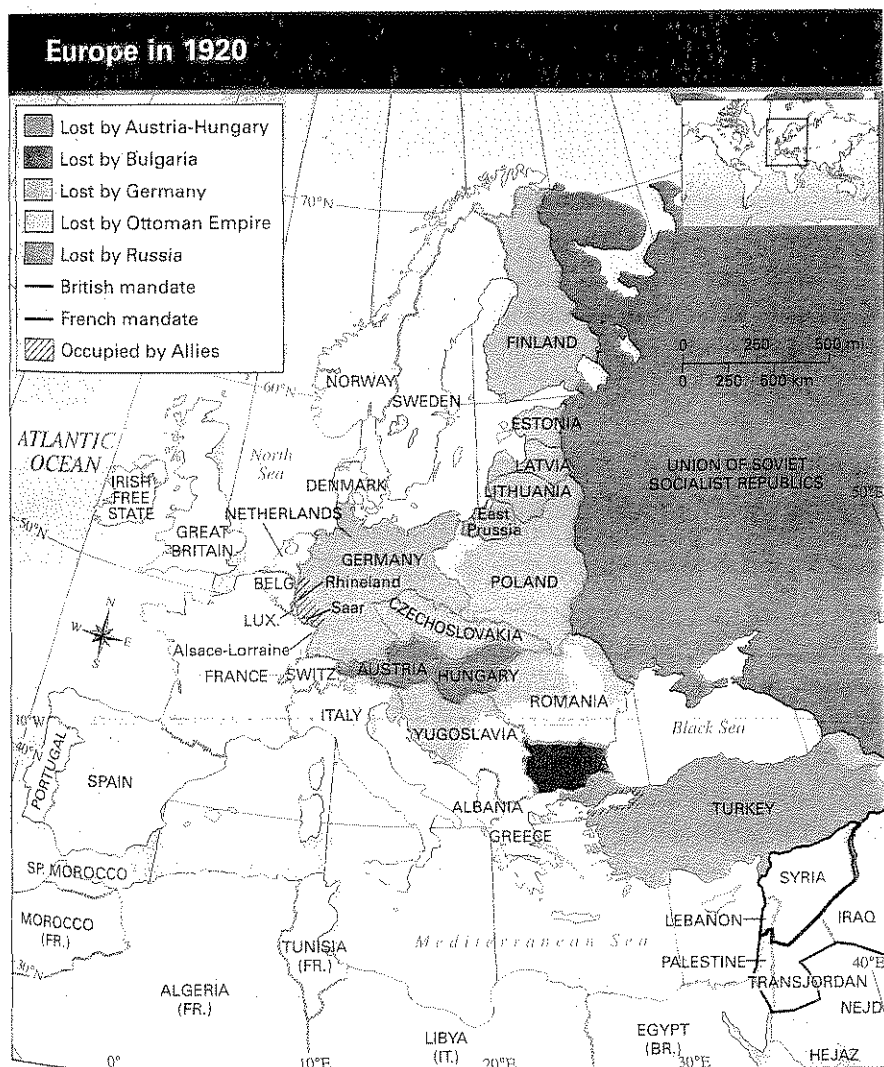 Europe in 1920
Lost by Austria-Hungary
Lost by Bulgaria
Lost by Germany
Lost by Ottoman Empire
Lost by Russia
British mandate
French mandate
Occupied by Allies
70°N
FINLAND
0 250 500 mi
0 250 500 km
60°N
NORWAY
SWEDEN
ESTONIA
ATLANTIC
OCEAN
North
Sea
LATVIA
UNION OF SOVIET
SOCIALIST REPUBLICS
IRISH
FREE
STATE
DENMARK
LITHUANIA
50°E
NETHERLANDS
East
Prussia
50°N
GREAT
BRITAIN
GERMANY
BELG.
Rhineland
POLAND
LUX.
Saar
CZECHOSLOVAKIA
N
W
E
S
Alsace-Lorraine
FRANCE
SWITZ.
AUSTRIA
HUNGARY
ROMANIA
ITALY
10°W
40°N
YUGOSLAVIA
Black Sea
PORTUGAL
SPAIN
ALBANIA
TURKEY
GREECE
SP. MOROCCO
SYRIA
MOROCCO
(FR.)
LEBANON
IRAQ
TUNISIA
(FR.)
Mediterranean Sea
30°N
PALESTINE
40°E
ALGERIA
(FR.)
TRANSJORDAN
NEJD
LIBYA
(IT.)
EGYPT
(BR.)
0°
10°E
20°E
30°E
HEJAZ